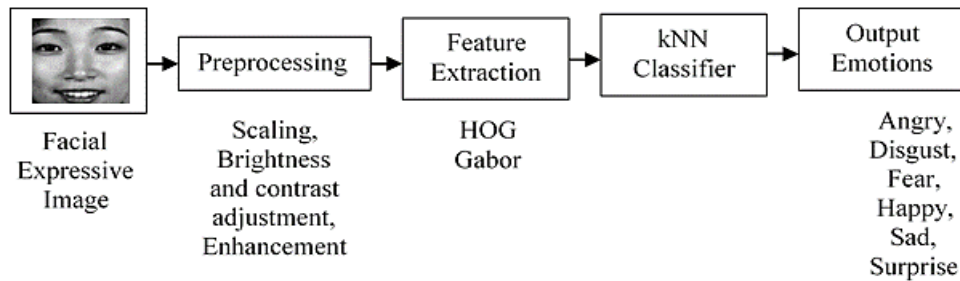 Preprocessing
Feature
Extraction
kNN
Classifier
Output
Emotions
Facial
Expressive
Image
Scaling,
Brightness
and contrast
adjustment,
Enhancement
HOG
Gabor
Angry,
Disgust,
Fear,
Happy,
Sad,
Surprise